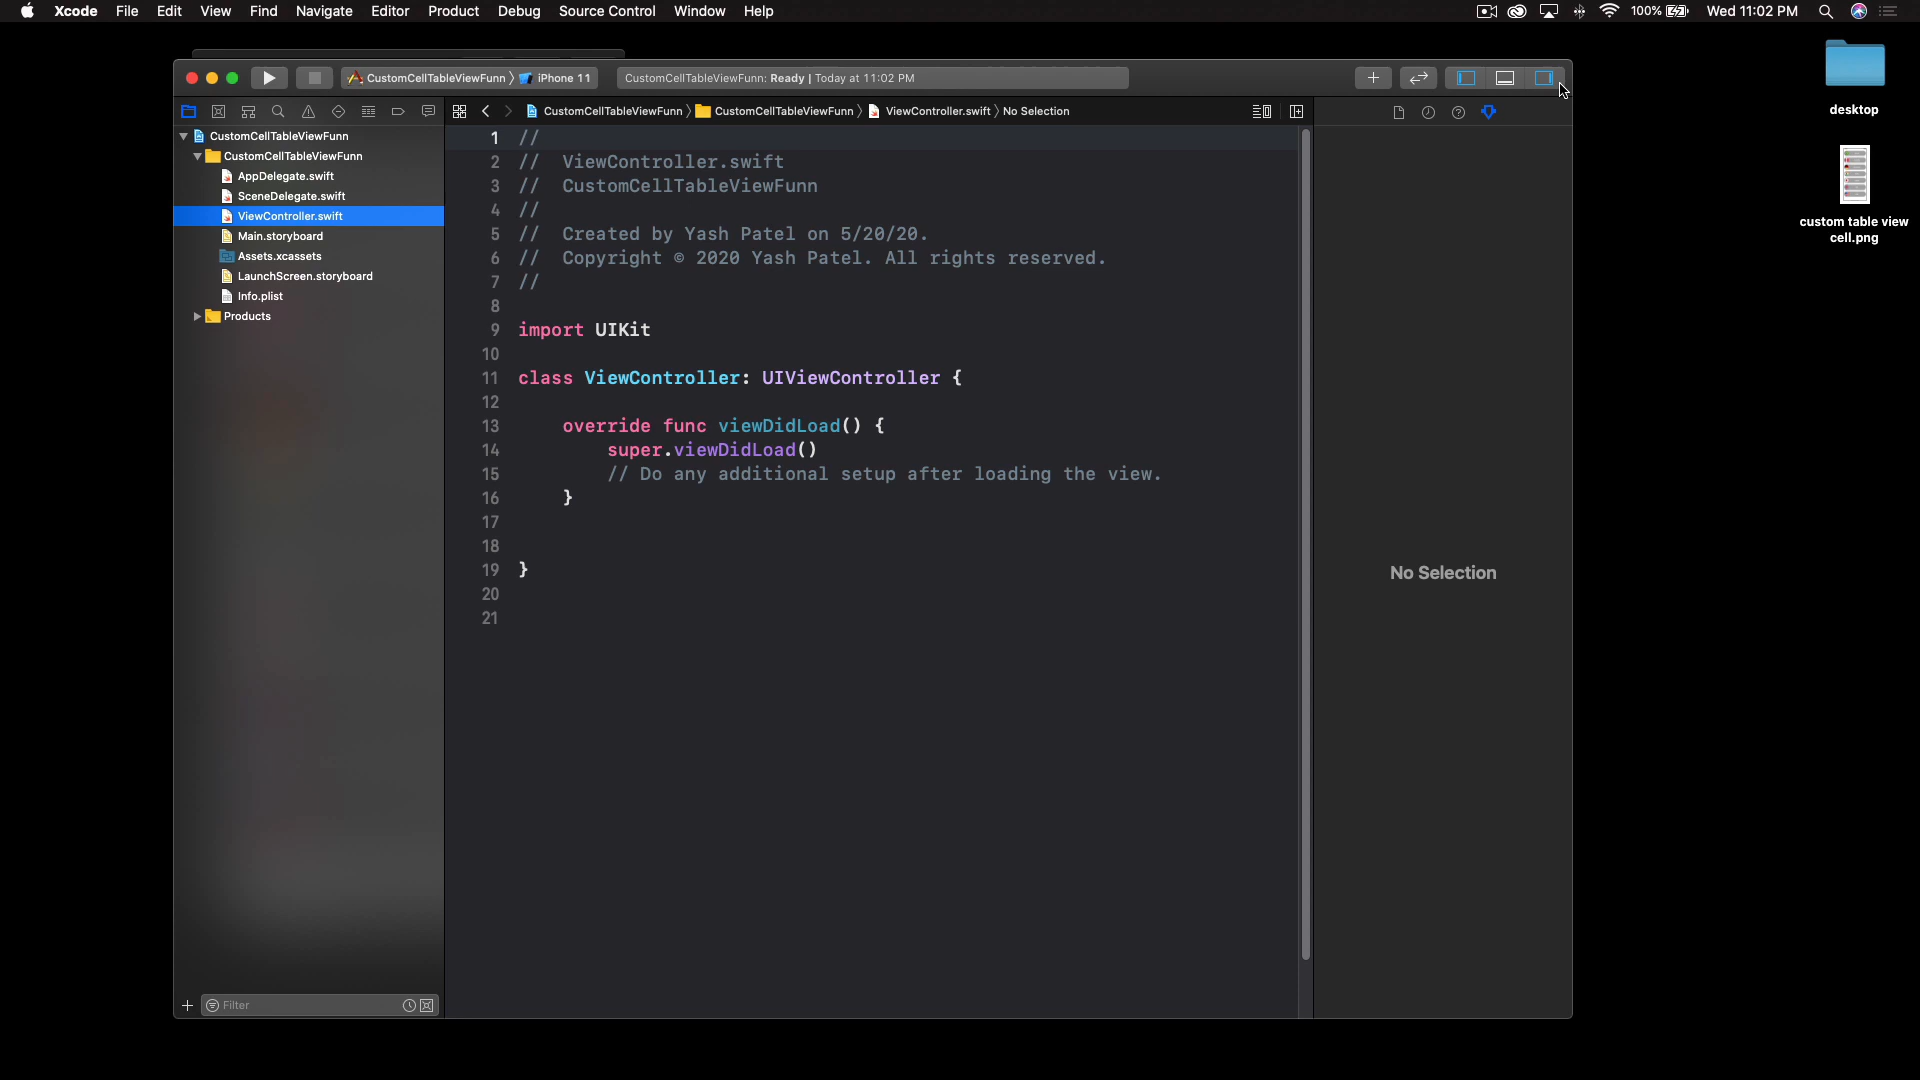 Xcode File Edit View Find Navigate Editor Product Debug Source Control Window Help 100% Wed 11:02 PM
CustomCellTableViewFunn 〉 iPhone 11 CustomCellTableViewFunn: Ready | Today at 11:02 PM
CustomCellTableViewFunn 〉 CustomCellTableViewFunn 〉 ViewController.swift 〉 No Selection
CustomCellTableViewFunn
CustomCellTableViewFunn
AppDelegate.swift
SceneDelegate.swift
ViewController.swift
Main.storyboard
Assets.xcassets
LaunchScreen.storyboard
Info.plist
Products
Filter
1 //
2 // ViewController.swift
3 // CustomCellTableViewFunn
4 //
5 // Created by Yash Patel on 5/20/20.
6 // Copyright © 2020 Yash Patel. All rights reserved.
7 //
8
9 import UIKit
10
11 class ViewController: UIViewController {
12
13 override func viewDidLoad() {
14 super.viewDidLoad()
15 // Do any additional setup after loading the view.
16 }
17
18
19 }
20
21
No Selection
desktop
custom table view
cell.png